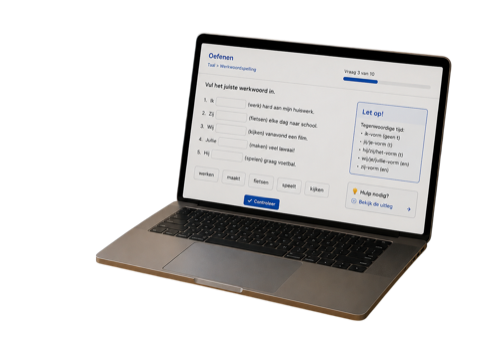 Oefenen
Taal > Werkwoordspelling
Vraag 3 van 10
Vul het juiste werkwoord in.
1. Ik (werk) hard aan mijn huiswerk.
2. Zij (fietsen) elke dag naar school.
3. Wij (kijken) vanavond een film.
4. Jullie (maken) veel lawaai!
5. Hij (spelen) graag voetbal.
werken maakt fietsen speelt kijken
Controleer
Let op!
Tegenwoordige tijd:
• ik-vorm (geen t)
• jij/je-vorm (t)
• hij/zij/het-vorm (t)
• wij/jullie-vorm (en)
• zij-vorm (en)
Hulp nodig?
Bekijk de uitleg